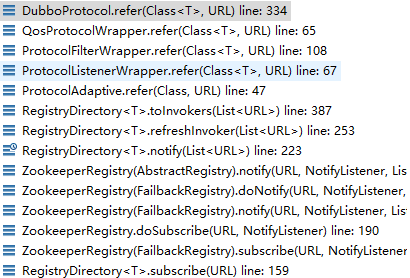 DubboProtocol.refer(Class<T>, URL) line: 334
QosProtocolWrapper.refer(Class<T>, URL) line: 65
ProtocolFilterWrapper.refer(Class<T>, URL) line: 108
ProtocolListenerWrapper.refer(Class<T>, URL) line: 67
ProtocolAdaptive.refer(Class, URL) line: 47
RegistryDirectory<T>.toInvokers(List<URL>) line: 387
RegistryDirectory<T>.refreshInvoker(List<URL>) line: 253
RegistryDirectory<T>.notify(List<URL>) line: 223
ZookeeperRegistry(AbstractRegistry).notify(URL, NotifyListener, Lis
ZookeeperRegistry(FailbackRegistry).doNotify(URL, NotifyListener,
ZookeeperRegistry(FailbackRegistry).notify(URL, NotifyListener, Lis
ZookeeperRegistry.doSubscribe(URL, NotifyListener) line: 190
ZookeeperRegistry(FailbackRegistry).subscribe(URL, NotifyListener
RegistryDirectory<T>.subscribe(URL) line: 159